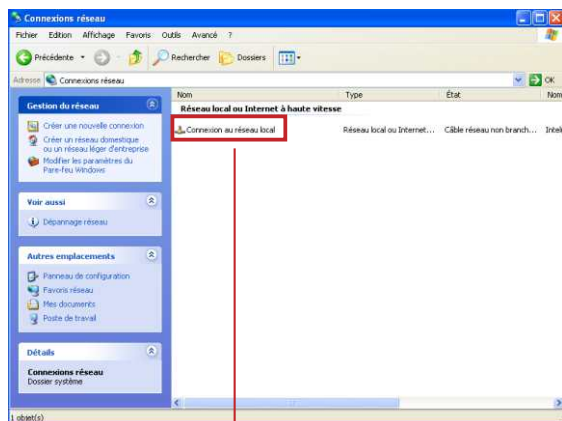 Connexions réseau
Fichier Edition Affichage Favoris Outils Avancé ?
Précédente Rechercher Dossiers
Adresse Connexions réseau OK
Nom Type État Nom
Gestion du réseau
Réseau local ou Internet à haute vitesse
Créer une nouvelle connexion
Connexion au réseau local Réseau local ou Internet... Câble réseau non branch... Intel
Créer un réseau domestique
ou un réseau léger d'entreprise
Modifier les paramètres du
Pare-feu Windows
Voir aussi
Dépannage réseau
Autres emplacements
Panneau de configuration
Favoris réseau
Mes documents
Poste de travail
Détails
Connexions réseau
Dossier système
1 objet(s)